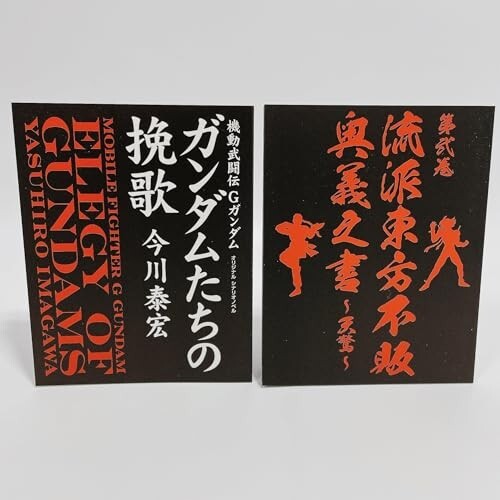 機動武闘伝Gガンダム
オリジナル シナリオノベル
ガンダムたちの
挽歌
今川泰宏
MOBILE FIGHTER G GUNDAM
ELEGY OF
GUNDAMS
YASUHIRO IMAGAWA
第弐巻
流派東方不敗
奥義之書
～天驚～